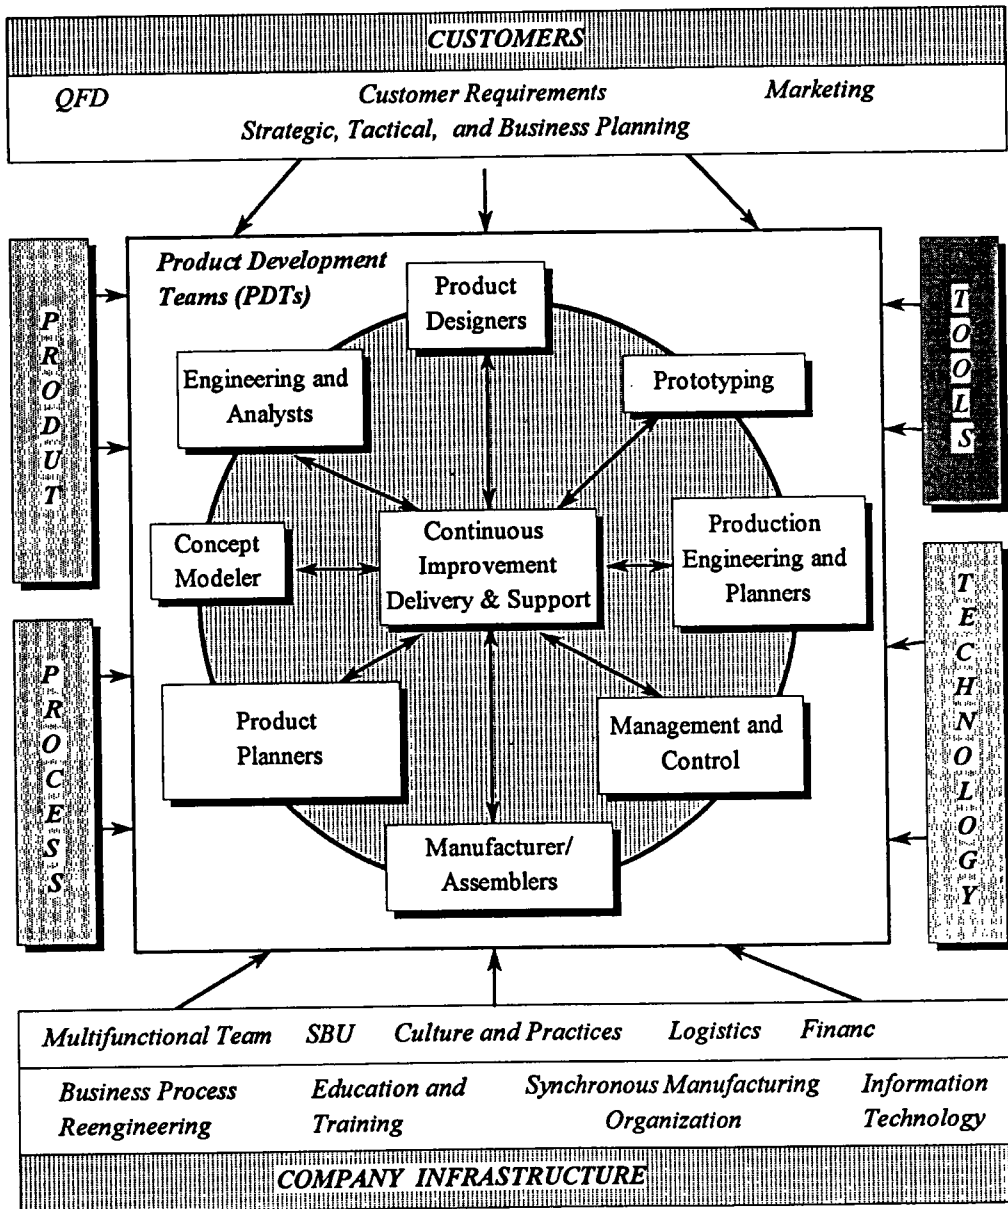 CUSTOMERS
QFD
Customer Requirements
Marketing
Strategic, Tactical, and Business Planning
PRODUT
PROCESS
Product Development
Teams (PDTs)
Product
Designers
Engineering and
Analysts
Prototyping
Concept
Modeler
Continuous
Improvement
Delivery & Support
Production
Engineering and
Planners
Product
Planners
Management and
Control
Manufacturer/
Assemblers
TOOLS
TECHNOLOGY
Multifunctional Team SBU Culture and Practices Logistics Financ
Business Process
Reengineering
Education and
Training
Synchronous Manufacturing
Organization
Information
Technology
COMPANY INFRASTRUCTURE